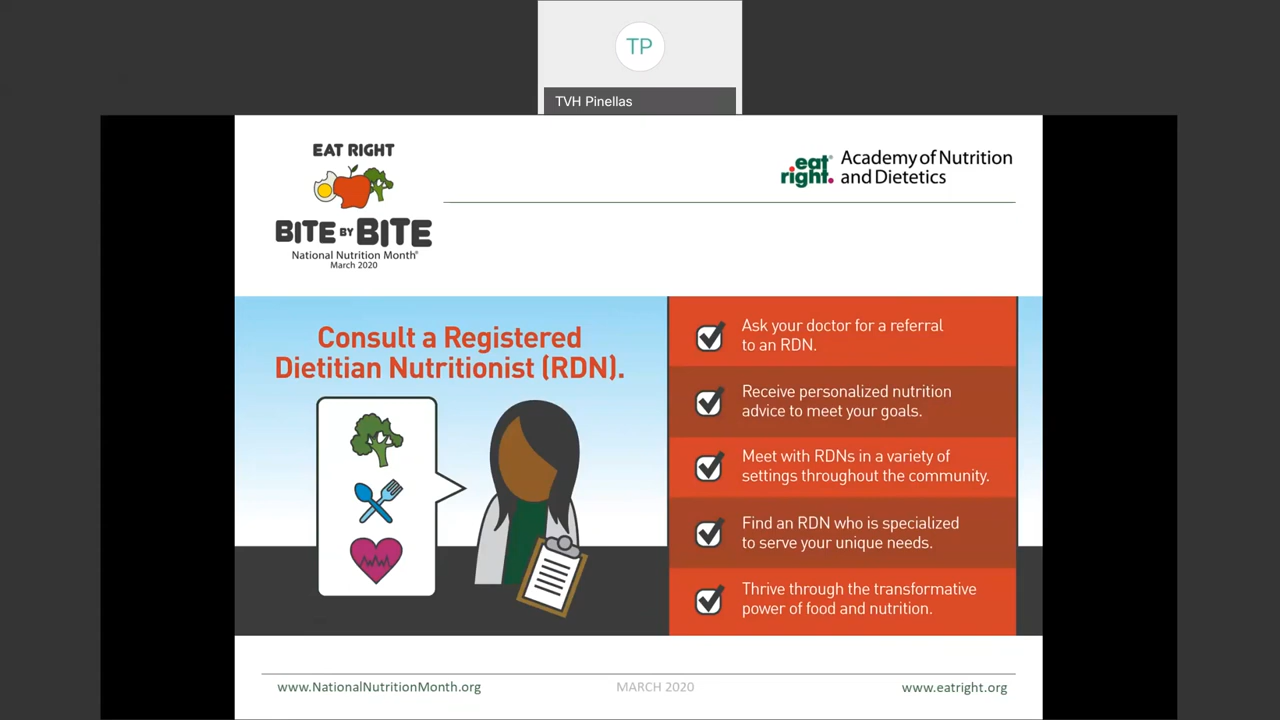 TP
TVH Pinellas
EAT RIGHT
BITE BY BITE
National Nutrition Month®
March 2020
eat®
right.
Academy of Nutrition
and Dietetics
Consult a Registered
Dietitian Nutritionist (RDN).
Ask your doctor for a referral
to an RDN.
Receive personalized nutrition
advice to meet your goals.
Meet with RDNs in a variety of
settings throughout the community.
Find an RDN who is specialized
to serve your unique needs.
Thrive through the transformative
power of food and nutrition.
www.NationalNutritionMonth.org
MARCH 2020
www.eatright.org